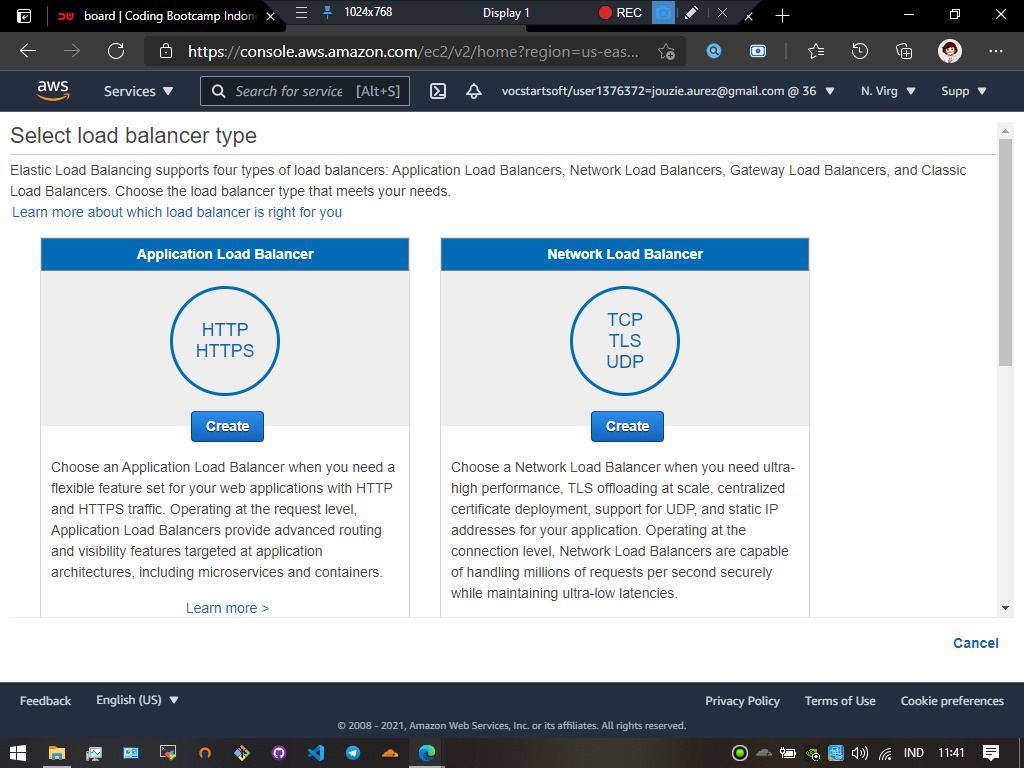 board | Coding Bootcamp Indon
1024x768
Display 1
REC
https://console.aws.amazon.com/ec2/v2/home?region=us-eas...
aws
Services
Search for service
[Alt+S]
vocstartsoft/user1376372=jouzie.aurez@gmail.com @ 36
N. Virg
Supp
Select load balancer type
Elastic Load Balancing supports four types of load balancers: Application Load Balancers, Network Load Balancers, Gateway Load Balancers, and Classic
Load Balancers. Choose the load balancer type that meets your needs.
Learn more about which load balancer is right for you
Application Load Balancer
HTTP
HTTPS
Create
Choose an Application Load Balancer when you need a
flexible feature set for your web applications with HTTP
and HTTPS traffic. Operating at the request level,
Application Load Balancers provide advanced routing
and visibility features targeted at application
architectures, including microservices and containers.
Learn more >
Network Load Balancer
TCP
TLS
UDP
Create
Choose a Network Load Balancer when you need ultra-
high performance, TLS offloading at scale, centralized
certificate deployment, support for UDP, and static IP
addresses for your application. Operating at the
connection level, Network Load Balancers are capable
of handling millions of requests per second securely
while maintaining ultra-low latencies.
Cancel
Feedback
English (US)
Privacy Policy
Terms of Use
Cookie preferences
© 2008 - 2021, Amazon Web Services, Inc. or its affiliates. All rights reserved.
IND
11:41